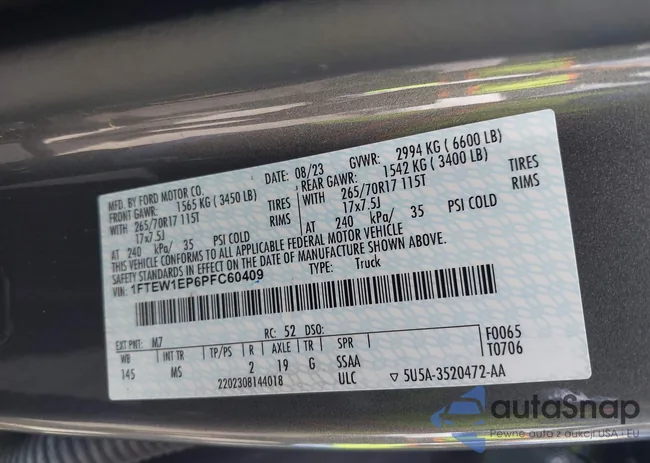 MFD. BY FORD MOTOR CO.
DATE: 08/23 GVWR: 2994 KG ( 6600 LB)
FRONT GAWR: 1565 KG ( 3450 LB) REAR GAWR: 1542 KG ( 3400 LB)
WITH 265/70R17 115T TIRES WITH 265/70R17 115T TIRES
17x7.5J RIMS 17x7.5J RIMS
AT 240 kPa/ 35 PSI COLD AT 240 kPa/ 35 PSI COLD
THIS VEHICLE CONFORMS TO ALL APPLICABLE FEDERAL MOTOR VEHICLE
SAFETY STANDARDS IN EFFECT ON THE DATE OF MANUFACTURE SHOWN ABOVE.
VIN: 1FTEW1EP6PFC60409 TYPE: Truck
EXT PNT: M7 RC: 52 DSO: F0065
WB INT TR TP/PS R AXLE TR SPR T0706
145 MS 2 19 G SSAA
2202308144018 ULC ▽ 5U5A-3520472-AA
autoSnap
Pewne auto z aukcji USA i EU